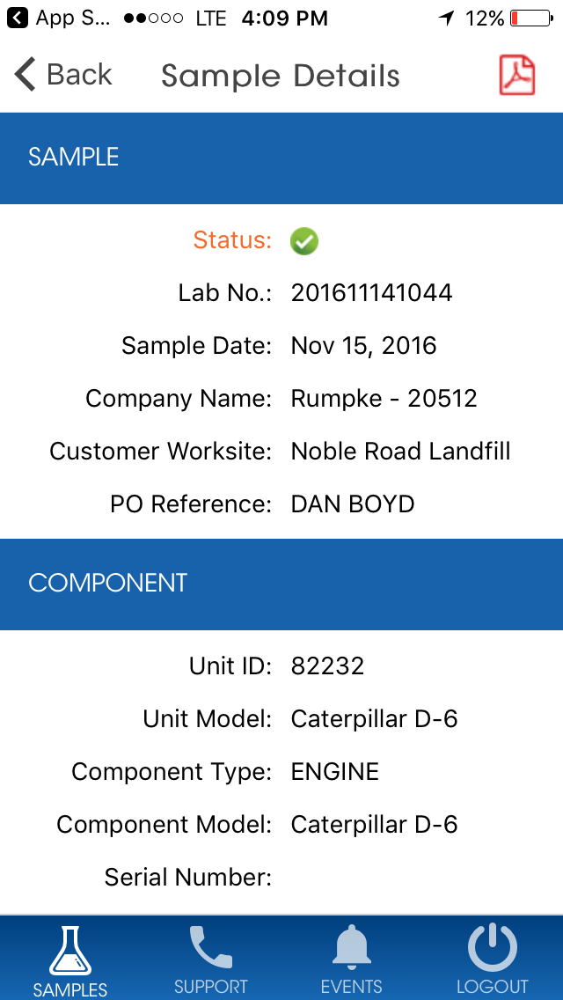 App S... LTE 4:09 PM 12%
Back Sample Details
SAMPLE
Status:
Lab No.: 201611141044
Sample Date: Nov 15, 2016
Company Name: Rumpke - 20512
Customer Worksite: Noble Road Landfill
PO Reference: DAN BOYD
COMPONENT
Unit ID: 82232
Unit Model: Caterpillar D-6
Component Type: ENGINE
Component Model: Caterpillar D-6
Serial Number:
SAMPLES SUPPORT EVENTS LOGOUT